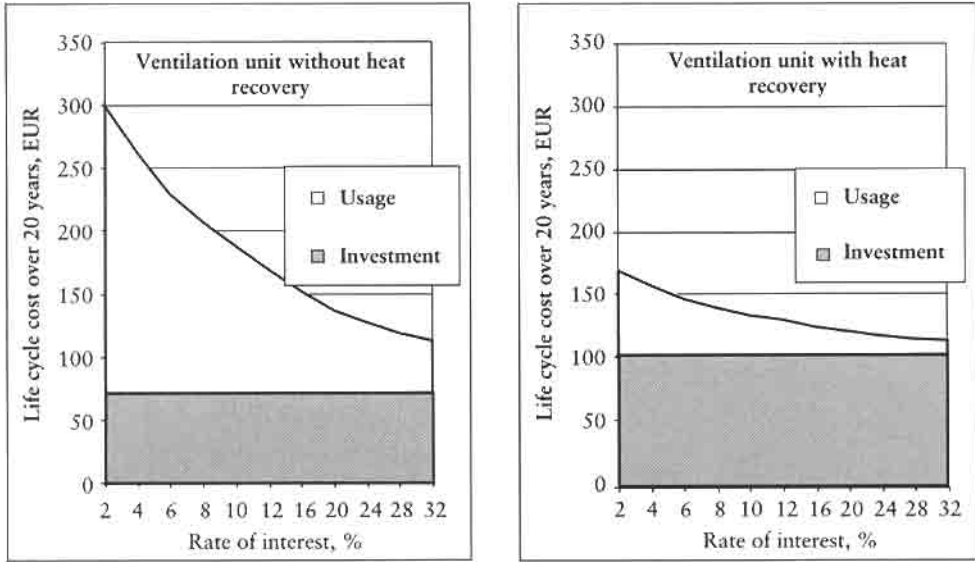 Ventilation unit without heat
recovery
Life cycle cost over 20 years, EUR
350
300
250
200
150
100
50
0
Usage
Investment
2 4 6 8 10 12 16 20 24 28 32
Rate of interest, %
Ventilation unit with heat
recovery
Life cycle cost over 20 years, EUR
350
300
250
200
150
100
50
0
Usage
Investment
2 4 6 8 10 12 16 20 24 28 32
Rate of interest, %